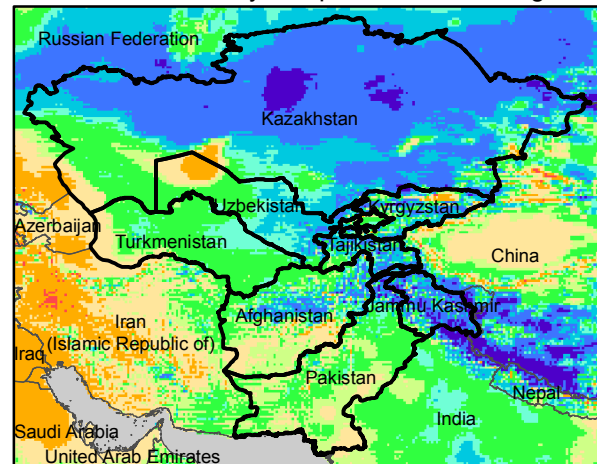 Russian Federation
Kazakhstan
Uzbekistan
Kyrgyzstan
Azerbaijan
Turkmenistan
Tajikistan
China
Iran
(Islamic Republic of)
Afghanistan
Jammu Kashmir
Iraq
Pakistan
Nepal
India
Saudi Arabia
United Arab Emirates